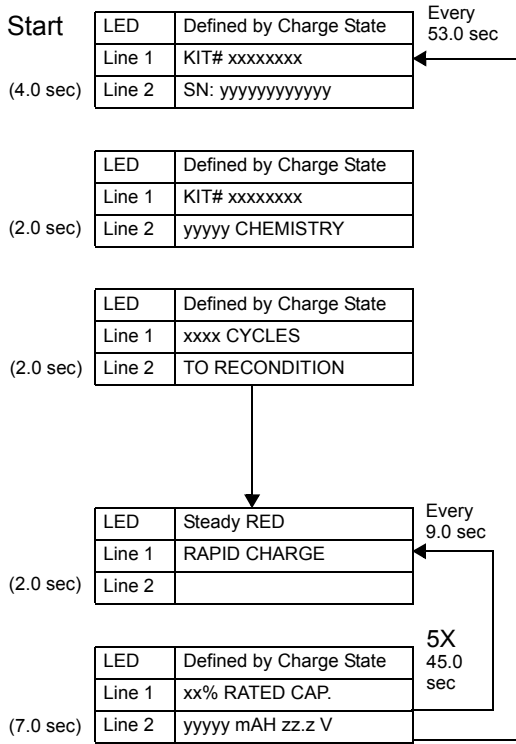 Start
LED Defined by Charge State
Every
53.0 sec
Line 1 KIT# xxxxxxxx
(4.0 sec) Line 2 SN: yyyyyyyyyyyy
LED Defined by Charge State
Line 1 KIT# xxxxxxxx
(2.0 sec) Line 2 yyyyy CHEMISTRY
LED Defined by Charge State
Line 1 xxxx CYCLES
(2.0 sec) Line 2 TO RECONDITION
LED Steady RED
Every
9.0 sec
Line 1 RAPID CHARGE
(2.0 sec) Line 2
5X
45.0
sec
LED Defined by Charge State
Line 1 xx% RATED CAP.
(7.0 sec) Line 2 yyyyy mAH zz.z V